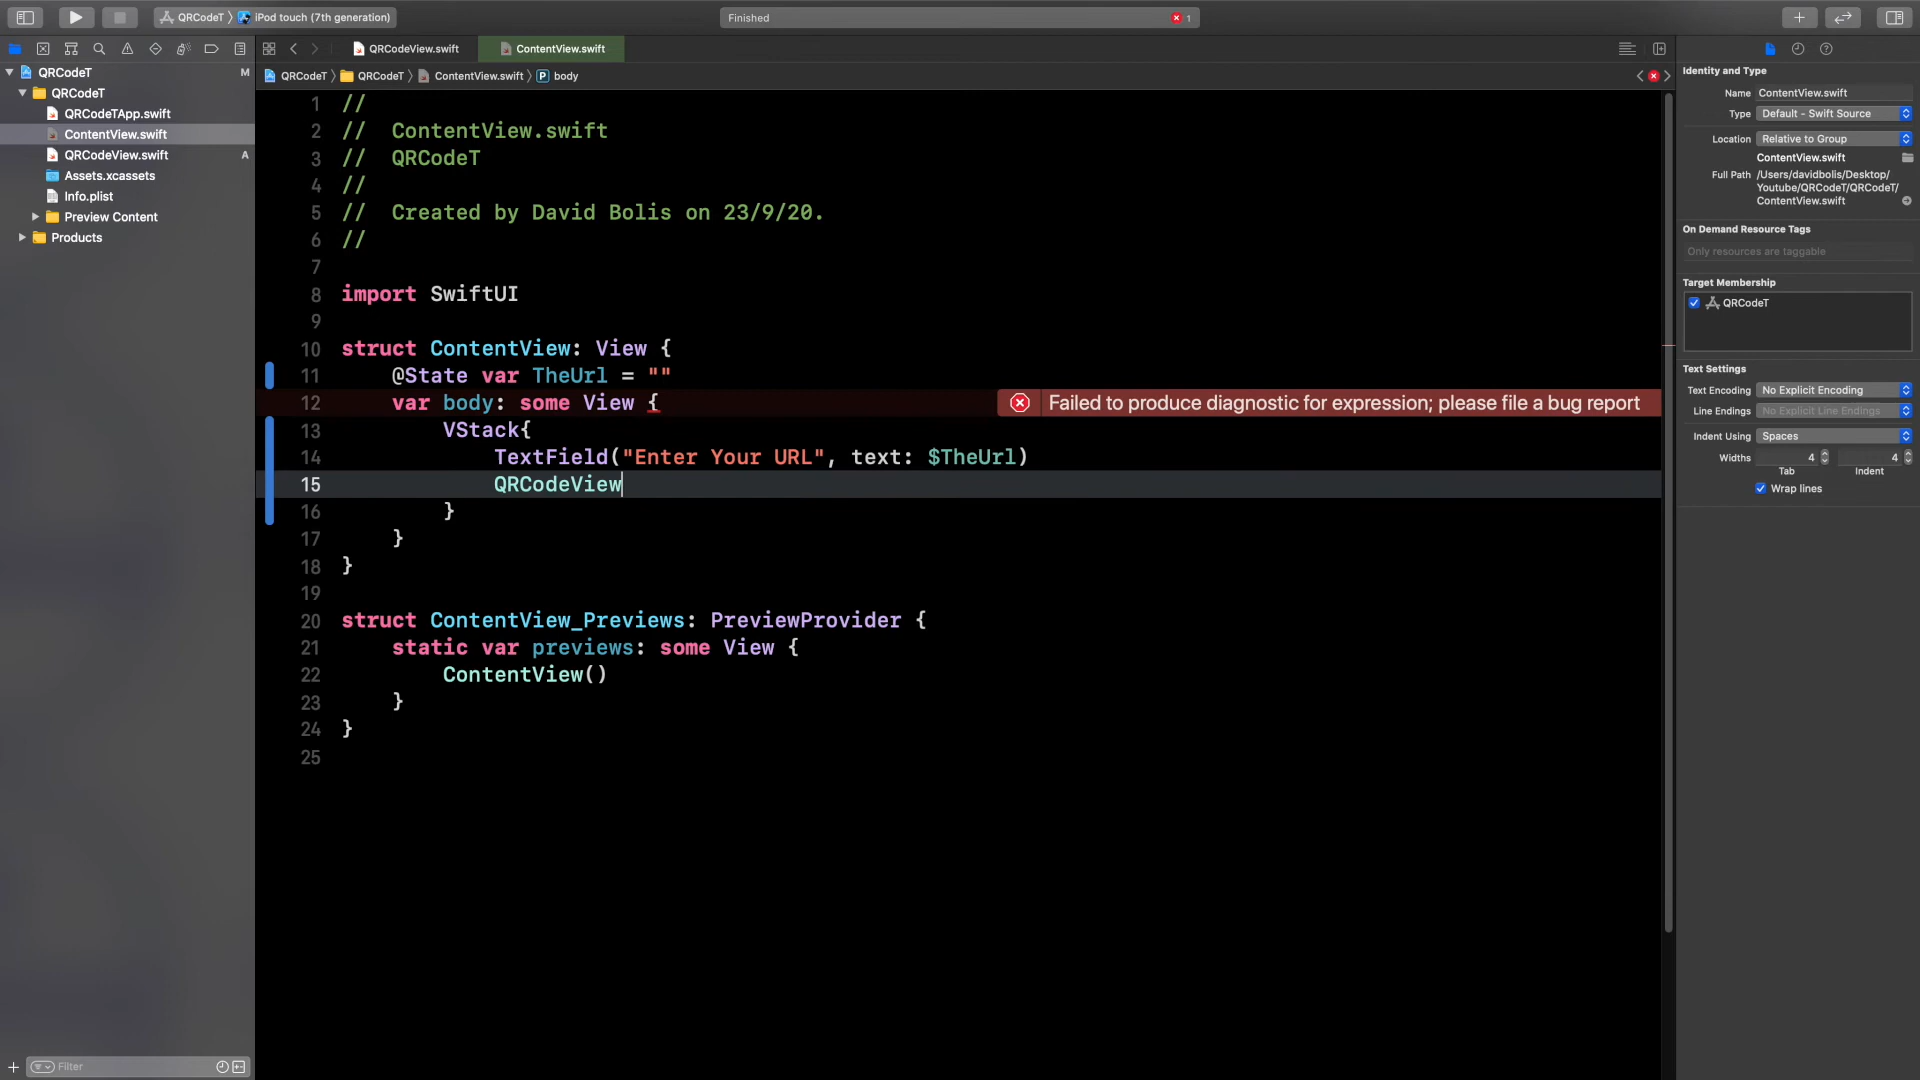 QRCodeT 〉 iPod touch (7th generation)
Finished
1
QRCodeView.swift
ContentView.swift
QRCodeT
M
QRCodeT
QRCodeTApp.swift
ContentView.swift
QRCodeView.swift
A
Assets.xcassets
Info.plist
Preview Content
Products
Filter
QRCodeT 〉 QRCodeT 〉 ContentView.swift 〉 P body
1 //
2 //  ContentView.swift
3 //  QRCodeT
4 //
5 //  Created by David Bolis on 23/9/20.
6 //
7
8 import SwiftUI
9
10 struct ContentView: View {
11     @State var TheUrl = ""
12     var body: some View {
Failed to produce diagnostic for expression; please file a bug report
13         VStack{
14             TextField("Enter Your URL", text: $TheUrl)
15             QRCodeView
16         }
17     }
18 }
19
20 struct ContentView_Previews: PreviewProvider {
21     static var previews: some View {
22         ContentView()
23     }
24 }
25
Identity and Type
Name ContentView.swift
Type Default - Swift Source
Location Relative to Group
ContentView.swift
Full Path /Users/davidbolis/Desktop/
Youtube/QRCodeT/QRCodeT/
ContentView.swift
On Demand Resource Tags
Only resources are taggable
Target Membership
QRCodeT
Text Settings
Text Encoding No Explicit Encoding
Line Endings No Explicit Line Endings
Indent Using Spaces
Widths 4 4
Tab Indent
Wrap lines